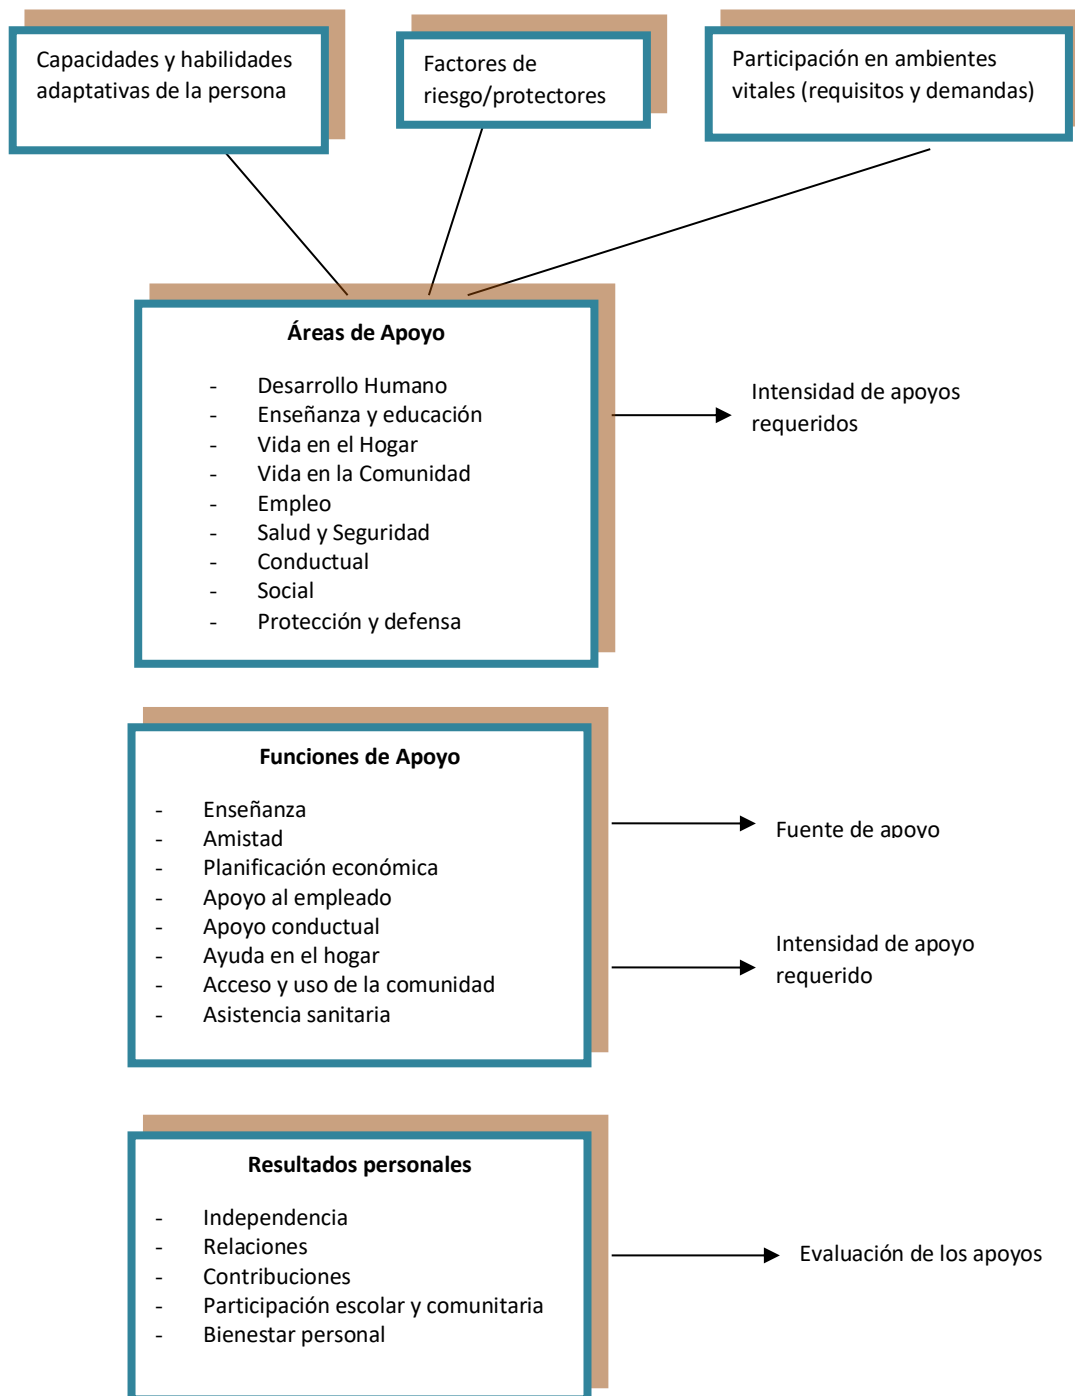 Capacidades y habilidades
adaptativas de la persona
Factores de
riesgo/protectores
Participación en ambientes
vitales (requisitos y demandas)
Áreas de Apoyo
- Desarrollo Humano
- Enseñanza y educación
- Vida en el Hogar
- Vida en la Comunidad
- Empleo
- Salud y Seguridad
- Conductual
- Social
- Protección y defensa
Intensidad de apoyos
requeridos
Funciones de Apoyo
- Enseñanza
- Amistad
- Planificación económica
- Apoyo al empleado
- Apoyo conductual
- Ayuda en el hogar
- Acceso y uso de la comunidad
- Asistencia sanitaria
Fuente de apoyo
Intensidad de apoyo
requerido
Resultados personales
- Independencia
- Relaciones
- Contribuciones
- Participación escolar y comunitaria
- Bienestar personal
Evaluación de los apoyos